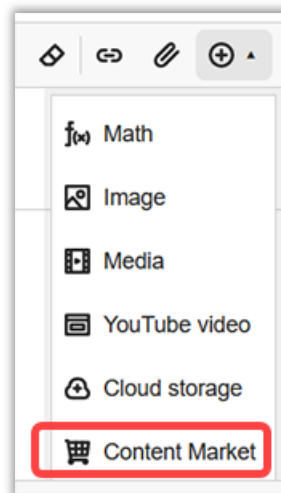 f(x) Math
Image
Media
YouTube video
Cloud storage
Content Market